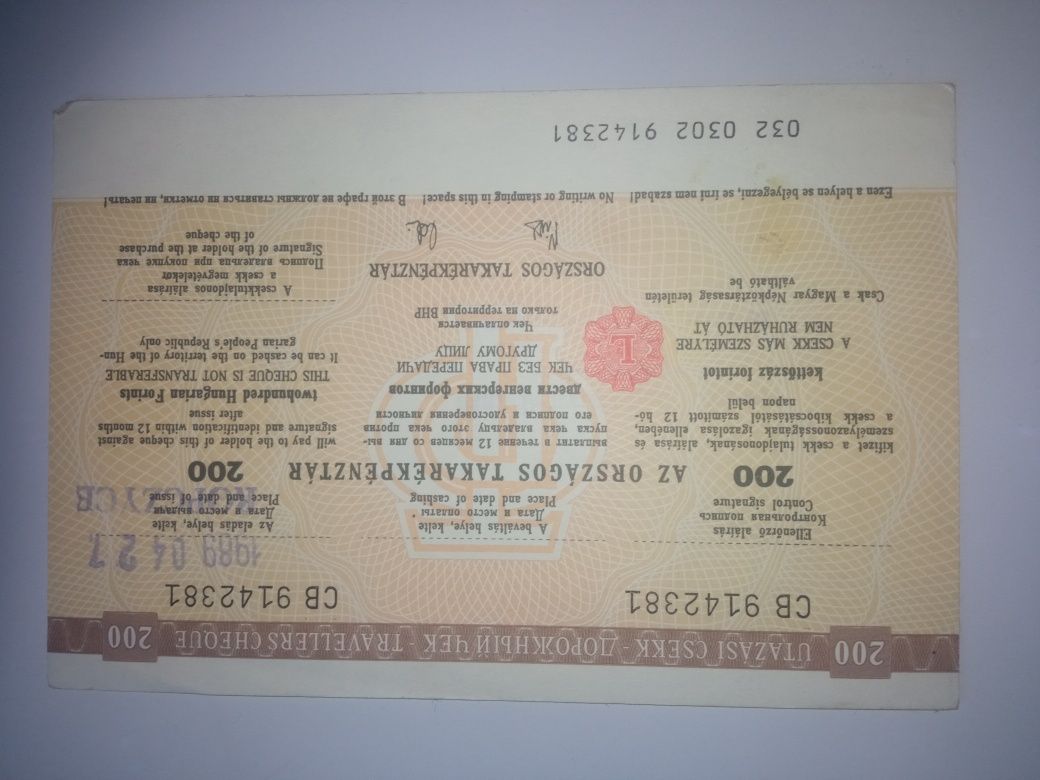 200 UTAZÁSI CSEKK - ДОРОЖНЫЙ ЧЕК - TRAVELLERS CHEQUE 200
CB 9142381
CB 9142381
1989 04 27
Ellenőrző aláírás
Контрольная подпись
Control signature
A beváltás helye, kelte
Дата и место оплаты
Place and date of cashing
Az eladás helye, kelte
Дата и место выдачи
Place and date of issue
200 AZ ORSZÁGOS TAKARÉKPÉNZTÁR 200
kifizet a csekk tulajdonosának, aláírása és
személyazonosságának igazolása ellenében,
a csekk kibocsátásától számított 12 hó-
napon belül
kettőszáz forintot
A CSEKK MÁS SZEMÉLYRE
NEM RUHÁZHATÓ ÁT
Csak a Magyar Népköztársaság területén
váltható be
L
выплатит в течение 12 месяцев со дня вы-
пуска чека владельцу этого чека против
его подписи и удостоверения личности
двести венгерских форинтов
ЧЕК БЕЗ ПРАВА ПЕРЕДАЧИ
ДРУГОМУ ЛИЦУ
Чек оплачивается
только на территории ВНР
will pay to the holder of this cheque against
signature and identification within 12 months
after issue
twohundred Hungarian Forints
THIS CHEQUE IS NOT TRANSFERABLE
It can be cashed on the territory of the Hun-
garian People's Republic only
ORSZÁGOS TAKARÉKPÉNZTÁR
A csekktulajdonos aláírása
a csekk megvételekor
Подпись владельца при покупке чека
Signature of the holder at the purchase
of the cheque
Ezen a helyen se bélyegezni, se írni nem szabad! No writing or stamping in this space! В этой графе не должны ставиться ни отметки, ни печать!
032 0302 9142381